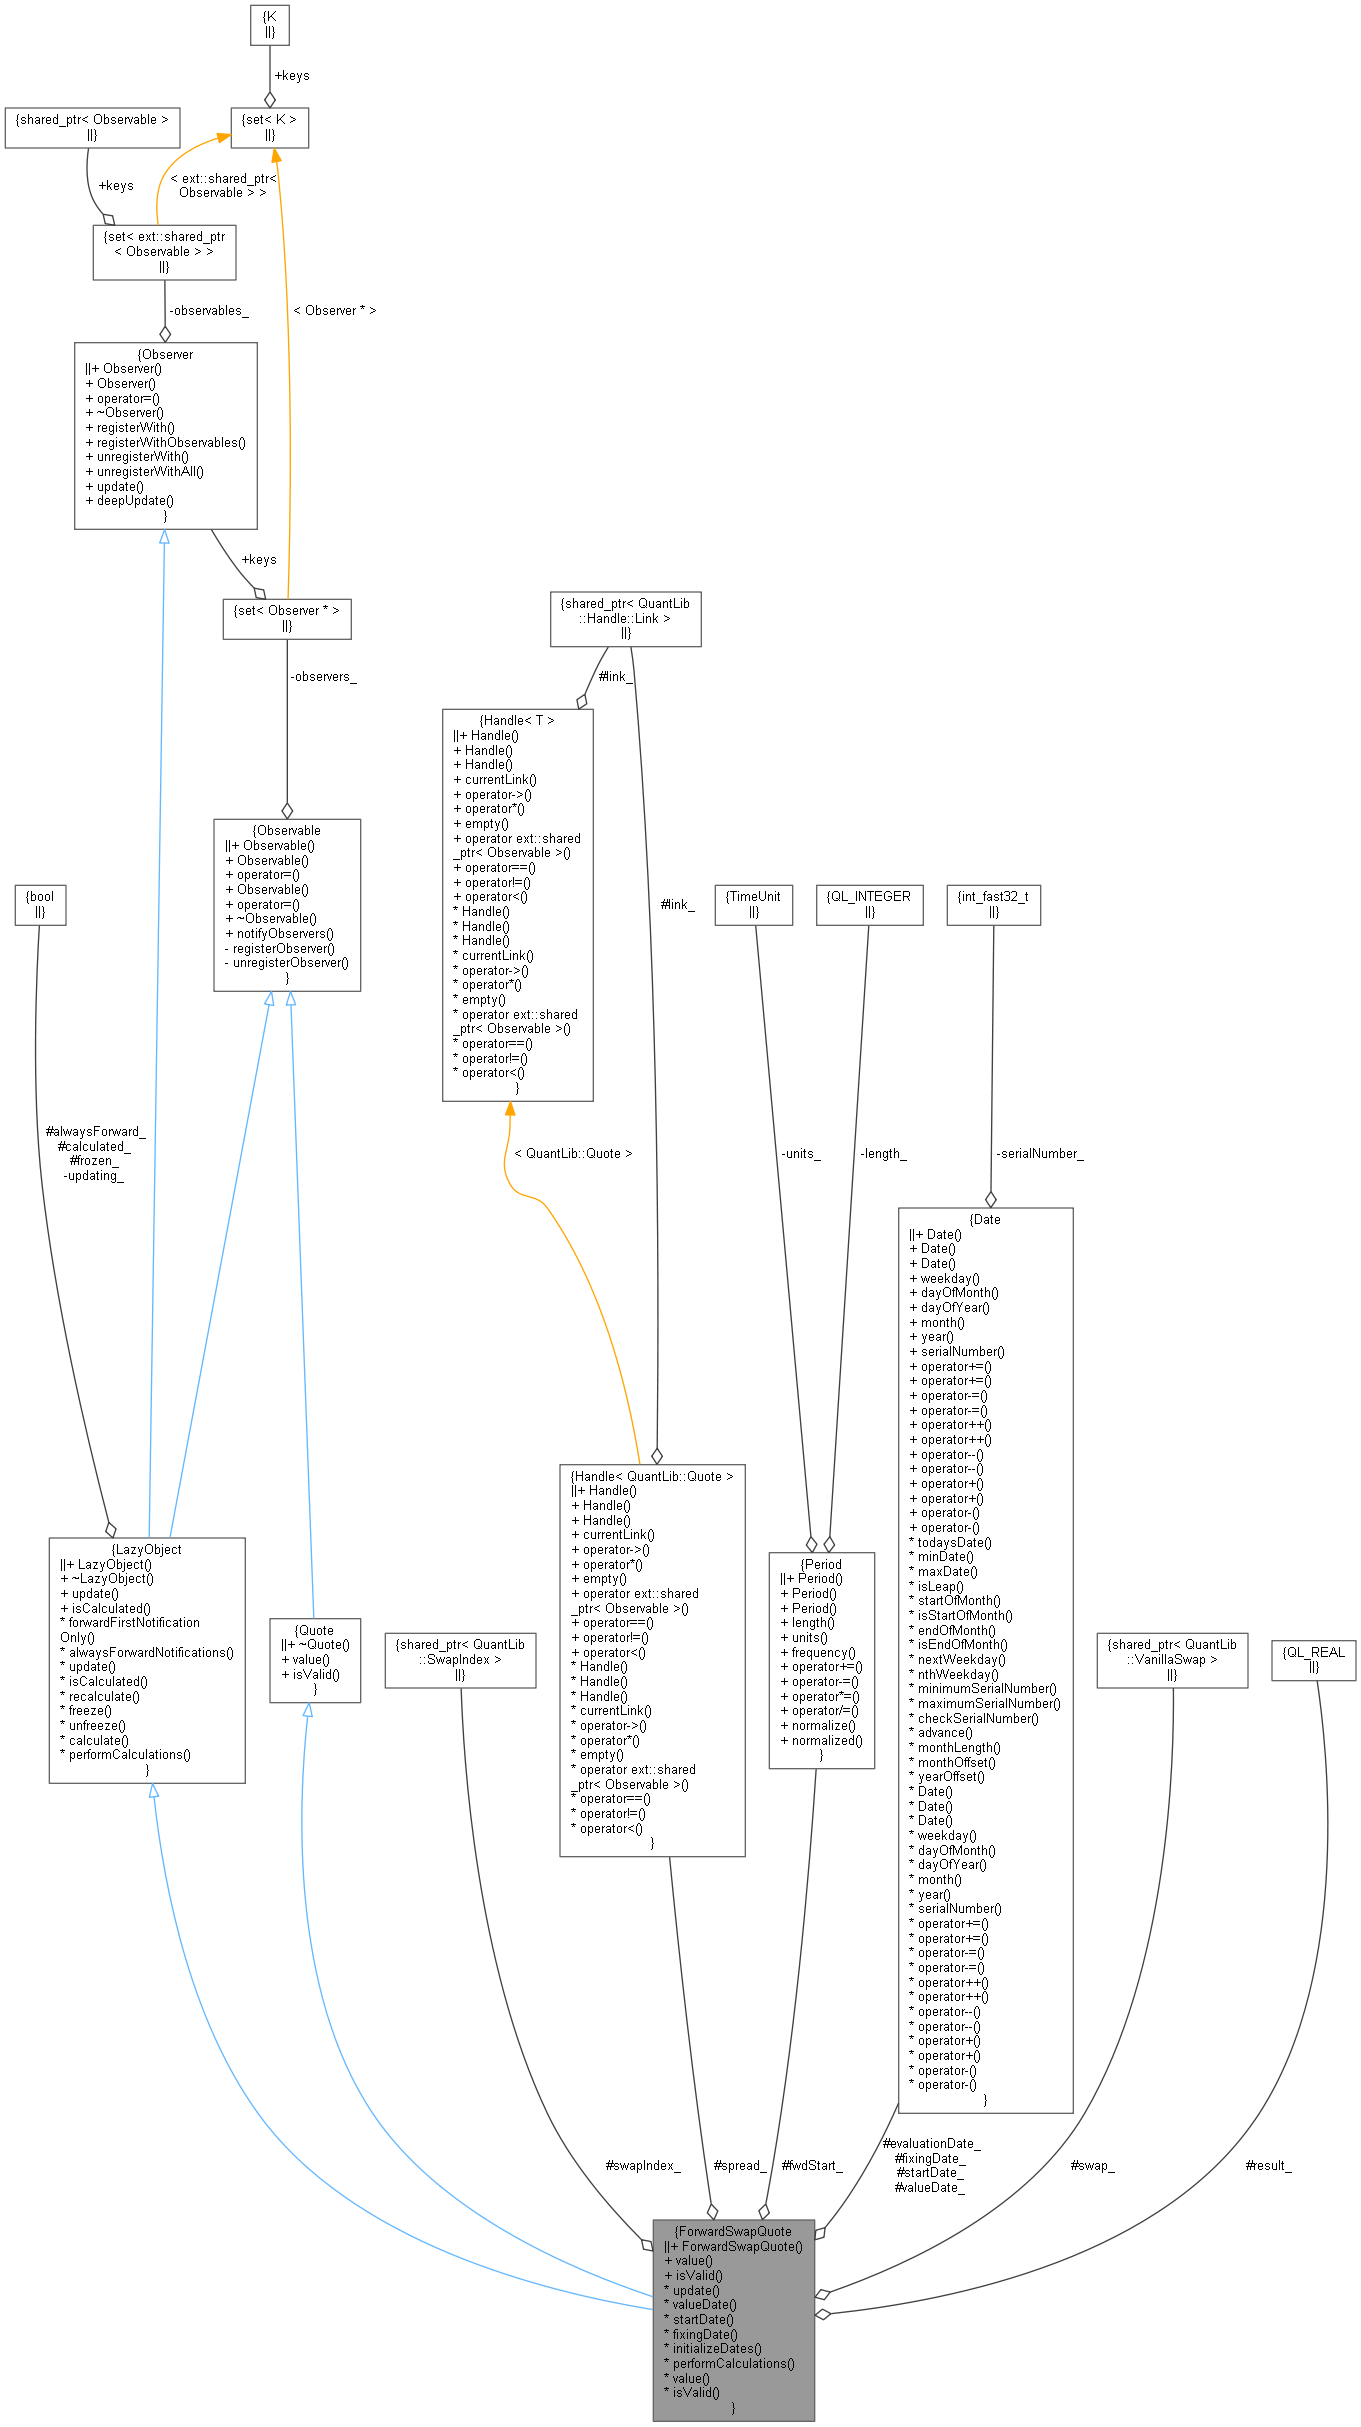 {K
||}
+keys
{shared_ptr< Observable >
||}
{set< K >
||}
+keys
< ext::shared_ptr<
Observable > >
{set< ext::shared_ptr
< Observable > >
||}
-observables_
< Observer * >
{Observer
||+ Observer()
+ Observer()
+ operator=()
+ ~Observer()
+ registerWith()
+ registerWithObservables()
+ unregisterWith()
+ unregisterWithAll()
+ update()
+ deepUpdate()
}
+keys
{set< Observer * >
||}
{shared_ptr< QuantLib
::Handle::Link >
||}
-observers_
#link_
{Handle< T >
||+ Handle()
+ Handle()
+ Handle()
+ currentLink()
+ operator->()
+ operator*()
+ empty()
+ operator ext::shared
_ptr< Observable >()
+ operator==()
+ operator!=()
+ operator<()
* Handle()
* Handle()
* Handle()
* currentLink()
* operator->()
* operator*()
* empty()
* operator ext::shared
_ptr< Observable >()
* operator==()
* operator!=()
* operator<()
}
{Observable
||+ Observable()
+ Observable()
+ operator=()
+ Observable()
+ operator=()
+ ~Observable()
+ notifyObservers()
- registerObserver()
- unregisterObserver()
}
#link_
{bool
||}
{TimeUnit
||}
{QL_INTEGER
||}
{int_fast32_t
||}
#alwaysForward_
#calculated_
#frozen_
-updating_
< QuantLib::Quote >
-units_
-length_
-serialNumber_
{Date
||+ Date()
+ Date()
+ Date()
+ weekday()
+ dayOfMonth()
+ dayOfYear()
+ month()
+ year()
+ serialNumber()
+ operator+=()
+ operator+=()
+ operator-=()
+ operator-=()
+ operator++()
+ operator++()
+ operator--()
+ operator--()
+ operator+()
+ operator+()
+ operator-()
+ operator-()
* todaysDate()
* minDate()
* maxDate()
* isLeap()
* startOfMonth()
* isStartOfMonth()
* endOfMonth()
* isEndOfMonth()
* nextWeekday()
* nthWeekday()
* minimumSerialNumber()
* maximumSerialNumber()
* checkSerialNumber()
* advance()
* monthLength()
* monthOffset()
* yearOffset()
* Date()
* Date()
* Date()
* weekday()
* dayOfMonth()
* dayOfYear()
* month()
* year()
* serialNumber()
* operator+=()
* operator+=()
* operator-=()
* operator-=()
* operator++()
* operator++()
* operator--()
* operator--()
* operator+()
* operator+()
* operator-()
* operator-()
}
{LazyObject
||+ LazyObject()
+ ~LazyObject()
+ update()
+ isCalculated()
* forwardFirstNotification
Only()
* alwaysForwardNotifications()
* update()
* isCalculated()
* recalculate()
* freeze()
* unfreeze()
* calculate()
* performCalculations()
}
{Quote
||+ ~Quote()
+ value()
+ isValid()
}
{shared_ptr< QuantLib
::SwapIndex >
||}
{Handle< QuantLib::Quote >
||+ Handle()
+ Handle()
+ Handle()
+ currentLink()
+ operator->()
+ operator*()
+ empty()
+ operator ext::shared
_ptr< Observable >()
+ operator==()
+ operator!=()
+ operator<()
* Handle()
* Handle()
* Handle()
* currentLink()
* operator->()
* operator*()
* empty()
* operator ext::shared
_ptr< Observable >()
* operator==()
* operator!=()
* operator<()
}
{Period
||+ Period()
+ Period()
+ Period()
+ length()
+ units()
+ frequency()
+ operator+=()
+ operator-=()
+ operator*=()
+ operator/=()
+ normalize()
+ normalized()
}
{shared_ptr< QuantLib
::VanillaSwap >
||}
{QL_REAL
||}
#swapIndex_
#spread_
#fwdStart_
#evaluationDate_
#fixingDate_
#startDate_
#valueDate_
#swap_
#result_
{ForwardSwapQuote
||+ ForwardSwapQuote()
+ value()
+ isValid()
* update()
* valueDate()
* startDate()
* fixingDate()
* initializeDates()
* performCalculations()
* value()
* isValid()
}